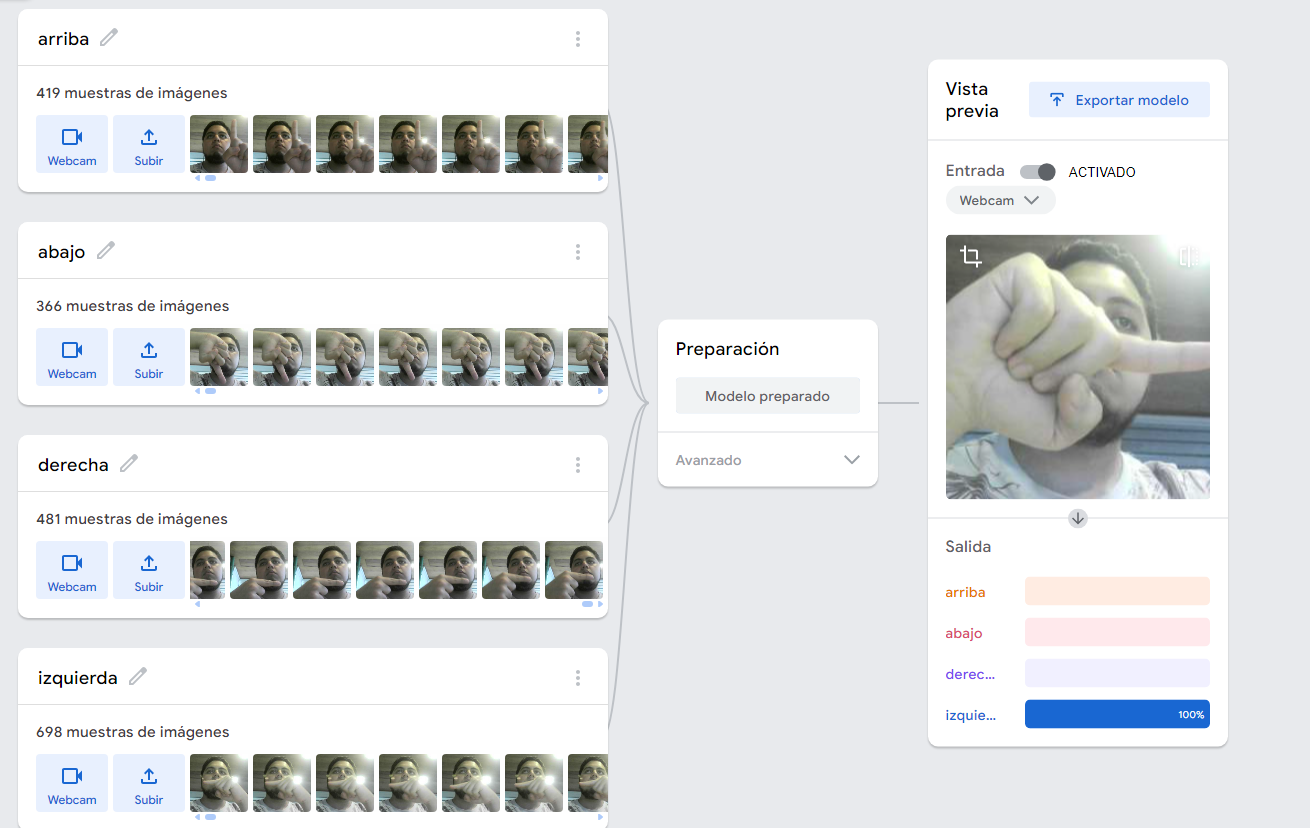 arriba
419 muestras de imágenes
Webcam
Subir
abajo
366 muestras de imágenes
Webcam
Subir
derecha
481 muestras de imágenes
Webcam
Subir
izquierda
698 muestras de imágenes
Webcam
Subir
Preparación
Modelo preparado
Avanzado
Vista
previa
Exportar modelo
Entrada
ACTIVADO
Webcam
Salida
arriba
abajo
derec...
izquie...
100%